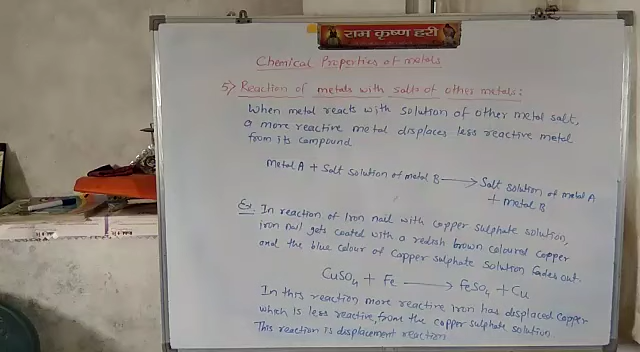 राम कृष्ण हरी
Chemical Properties of metals
5) Reaction of metals with salts of other metals:
When metal reacts with solution of other metal salt,
a more reactive metal displaces less reactive metal
from its compound
Metal A + Salt solution of metal B → Salt solution of metal A
+ metal B
Ex. In reaction of Iron nail with copper sulphate solution,
iron nail gets coated with a redish brown coloured copper
and the blue colour of Copper sulphate solution fades out.
CuSO4 + Fe → FeSO4 + Cu
In this reaction more reactive iron has displaced copper
which is less reactive, from the copper sulphate solution.
This reaction is displacement reaction